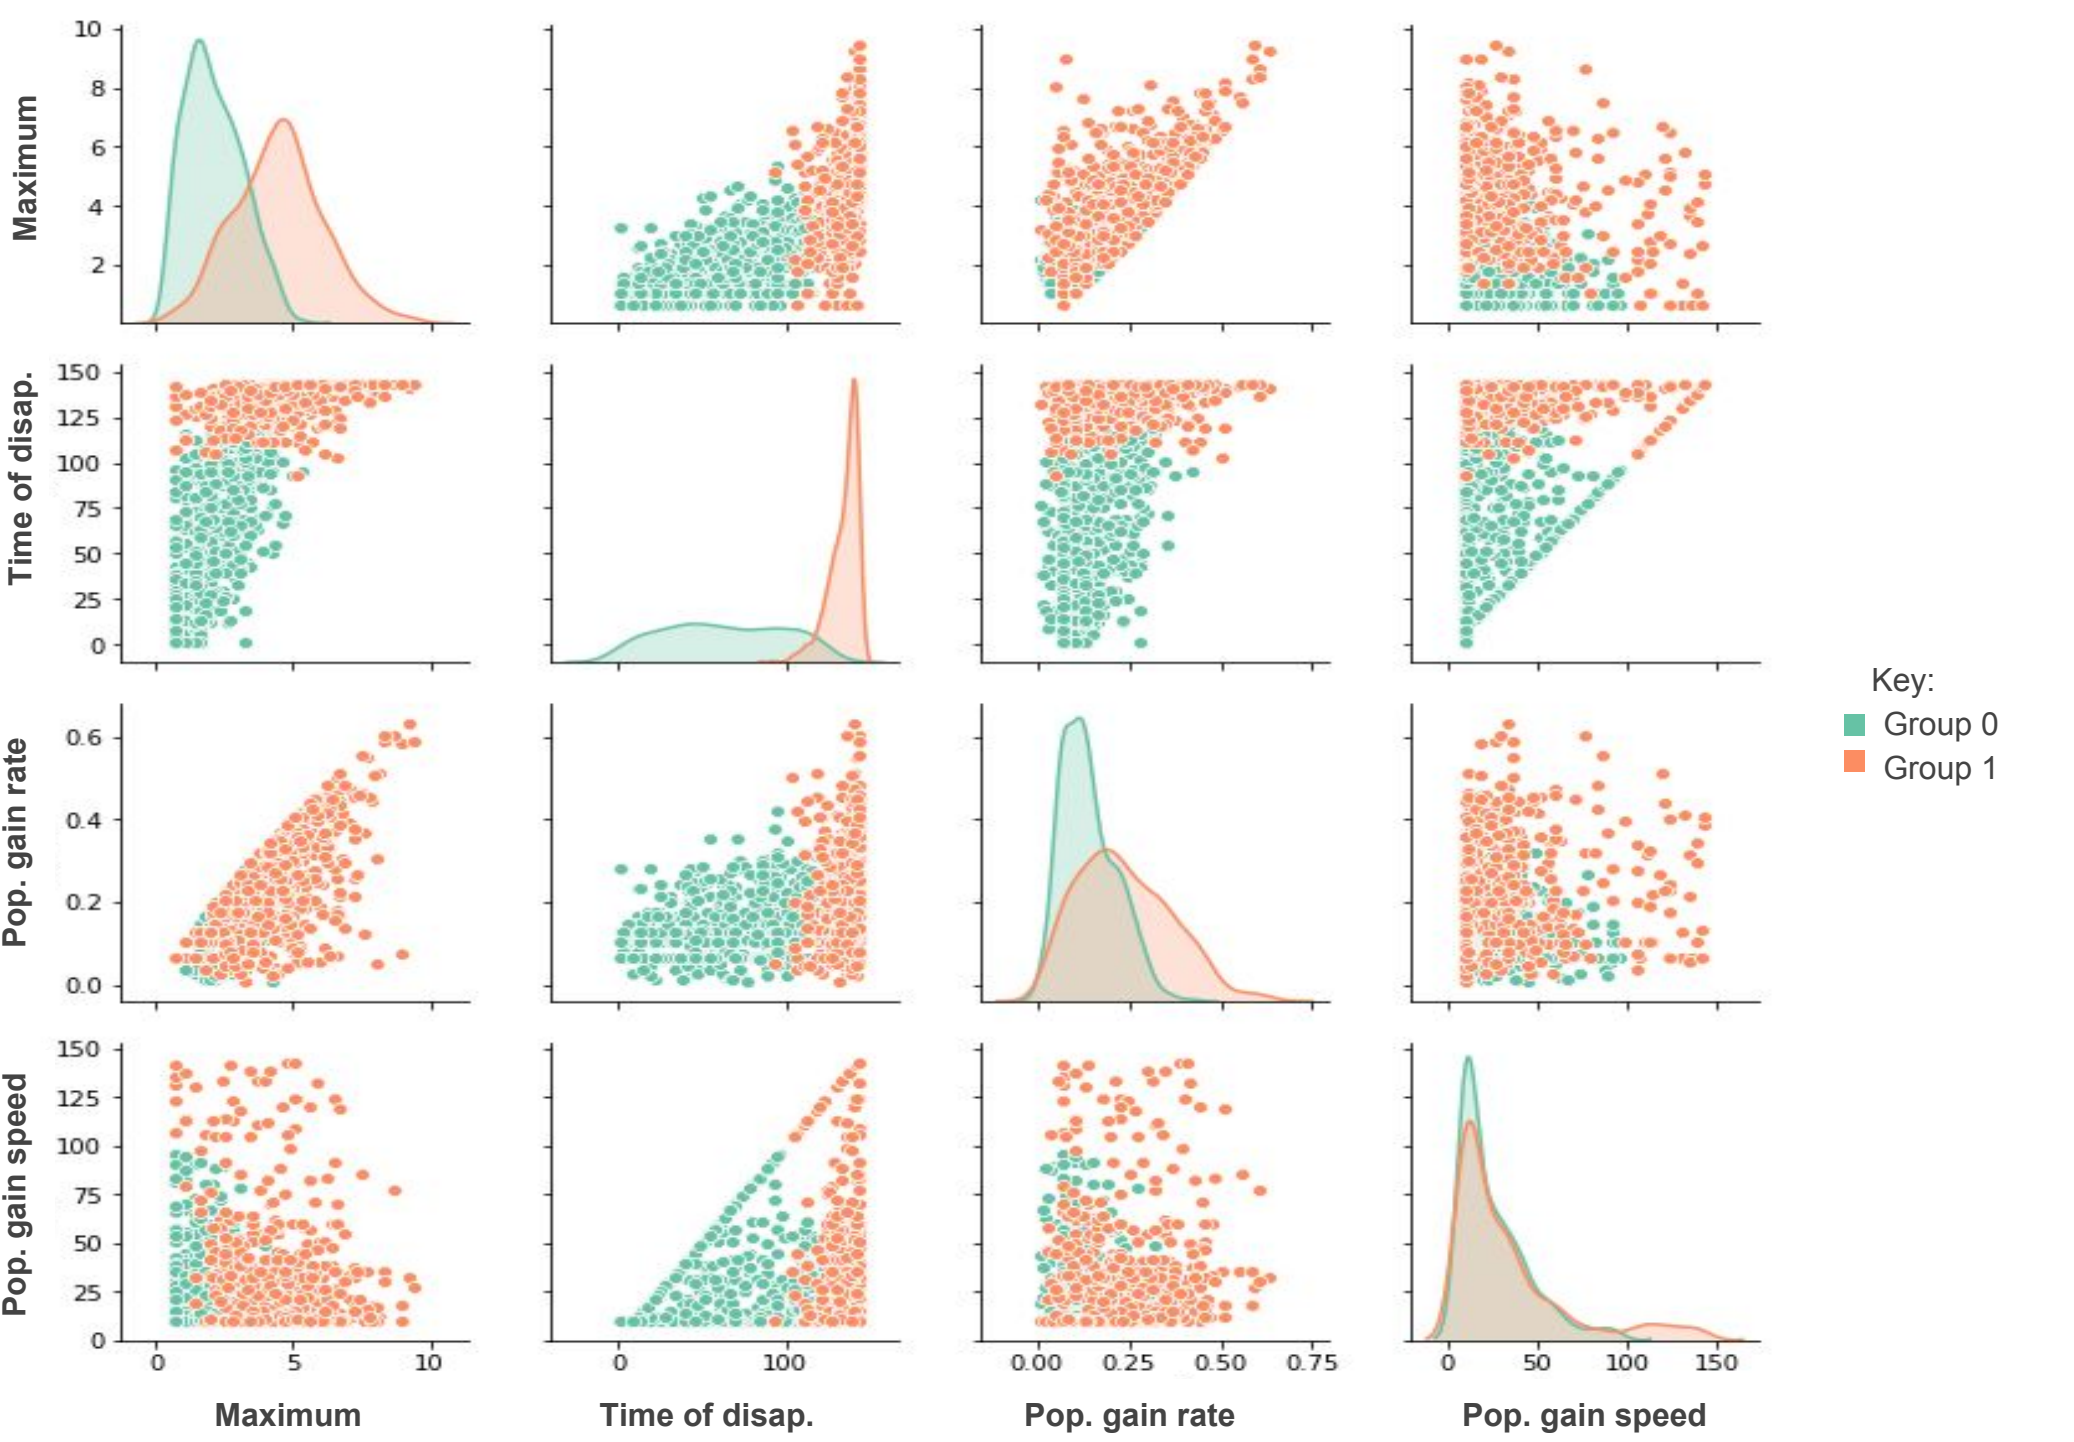 Maximum
10
8
6
4
2
Time of disap.
150
125
100
75
50
25
0
Pop. gain rate
0.6
0.4
0.2
0.0
Pop. gain speed
150
125
100
75
50
25
0
0 5 10
0 100
0.00 0.25 0.50 0.75
0 50 100 150
Maximum
Time of disap.
Pop. gain rate
Pop. gain speed
Key:
Group 0
Group 1